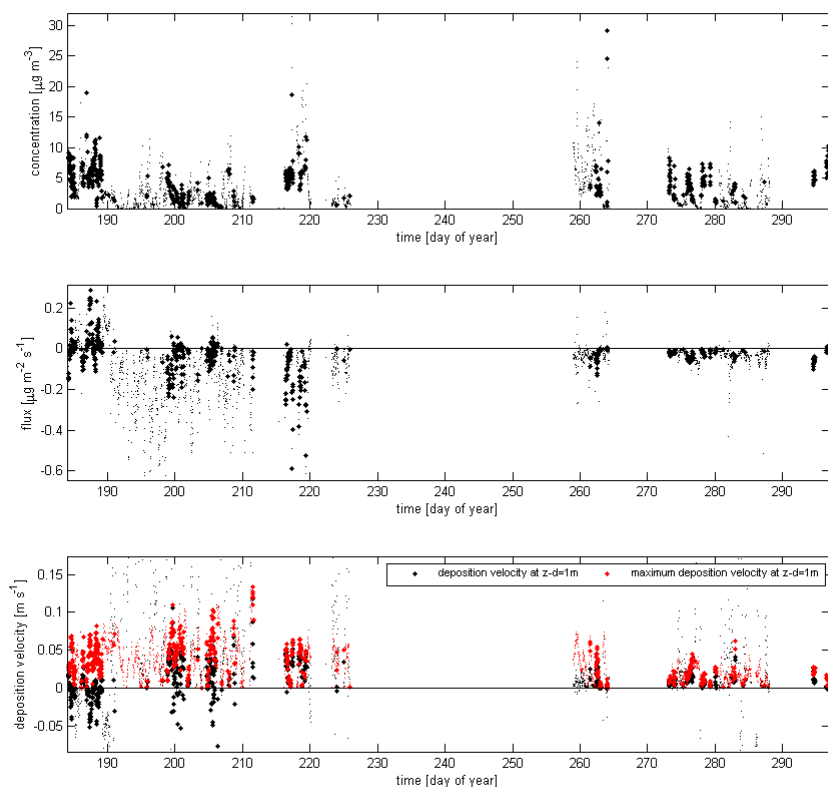 30
25
20
15
10
5
0
concentration [μg m-3]
190 200 210 220 230 240 250 260 270 280 290
time [day of year]
0.2
0
-0.2
-0.4
-0.6
flux [μg m-2 s-1]
190 200 210 220 230 240 250 260 270 280 290
time [day of year]
deposition velocity at z-d=1m maximum deposition velocity at z-d=1m
0.15
0.1
0.05
0
-0.05
deposition velocity [m s-1]
190 200 210 220 230 240 250 260 270 280 290
time [day of year]